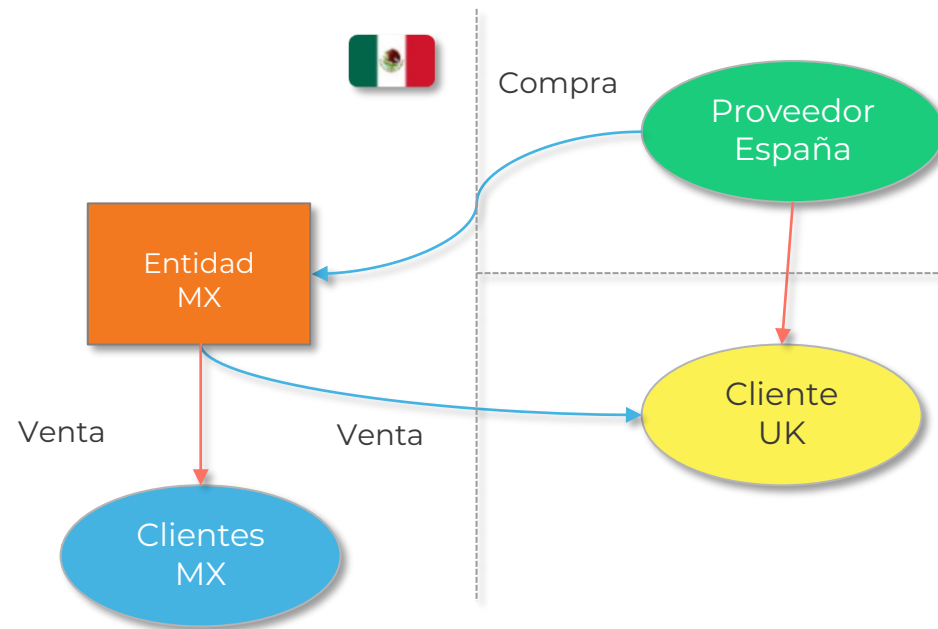 Compra
Proveedor
España
Entidad
MX
Cliente
UK
Venta
Venta
Clientes
MX